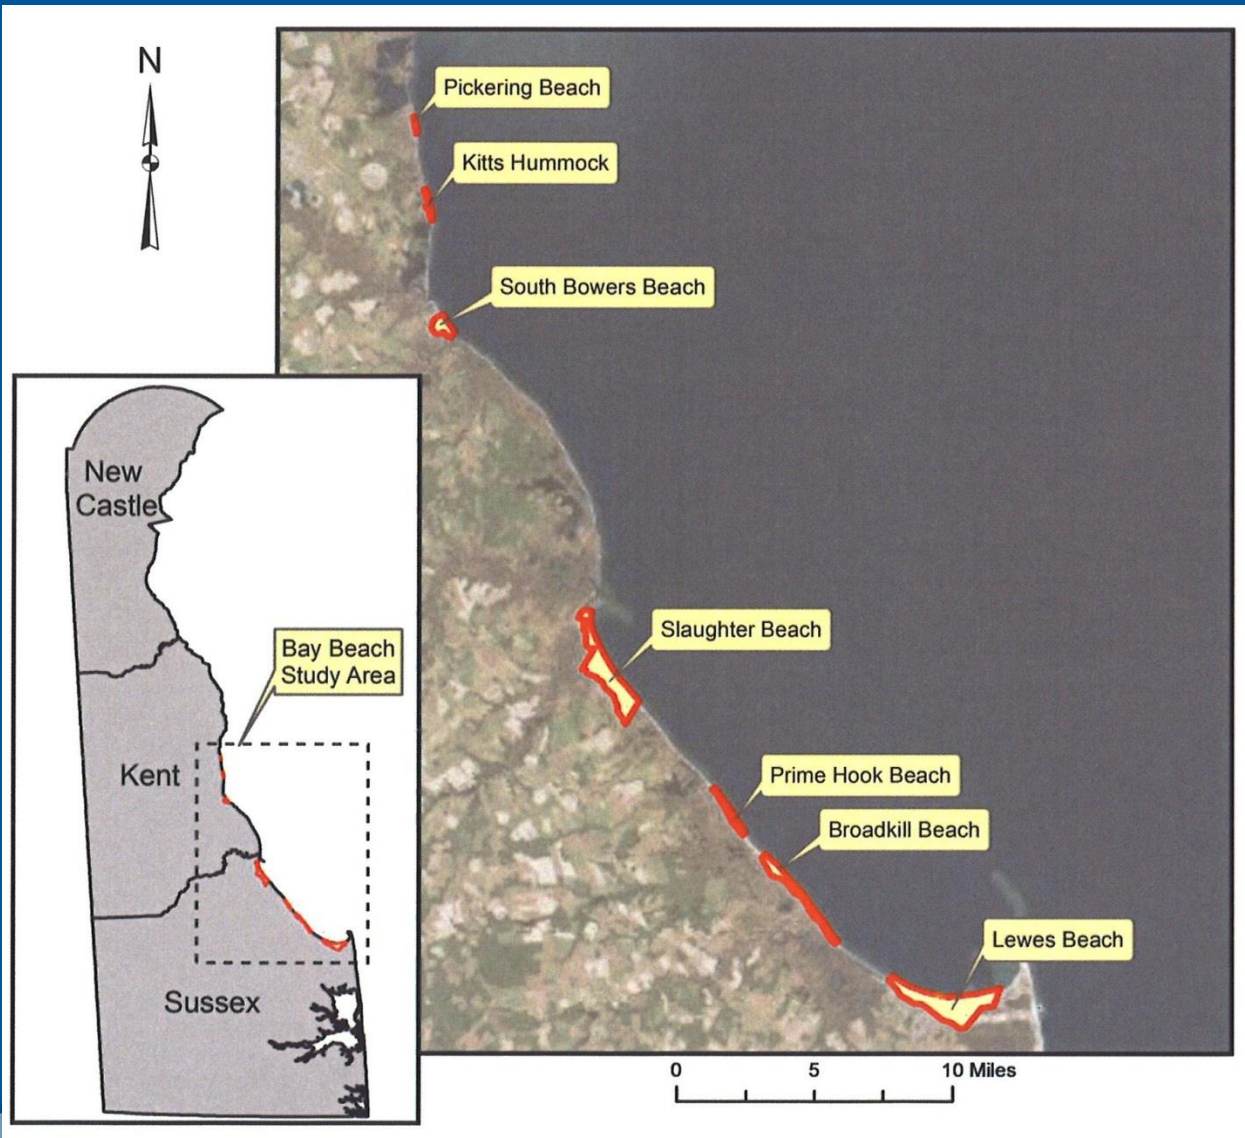 N
Pickering Beach
Kitts Hummock
South Bowers Beach
New
Castle
Bay Beach
Study Area
Slaughter Beach
Kent
Prime Hook Beach
Broadkill Beach
Sussex
Lewes Beach
0 5 10 Miles